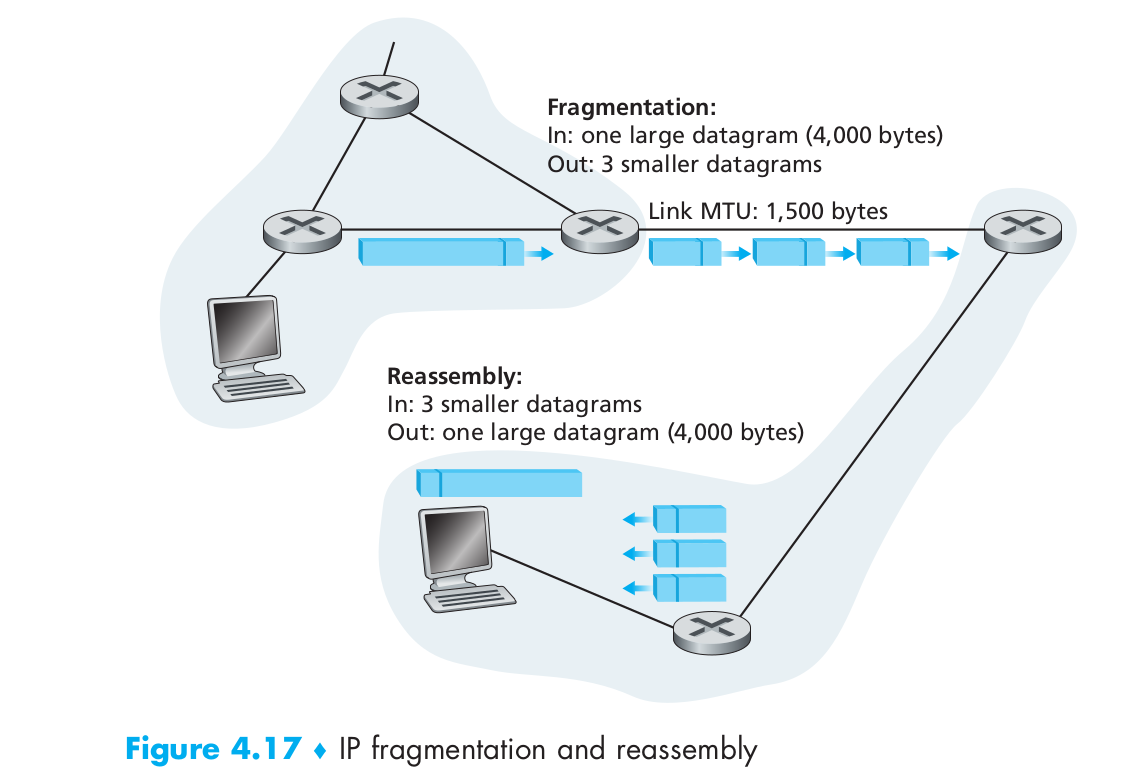 Fragmentation:
In: one large datagram (4,000 bytes)
Out: 3 smaller datagrams
Link MTU: 1,500 bytes
Reassembly:
In: 3 smaller datagrams
Out: one large datagram (4,000 bytes)
Figure 4.17 ♦ IP fragmentation and reassembly